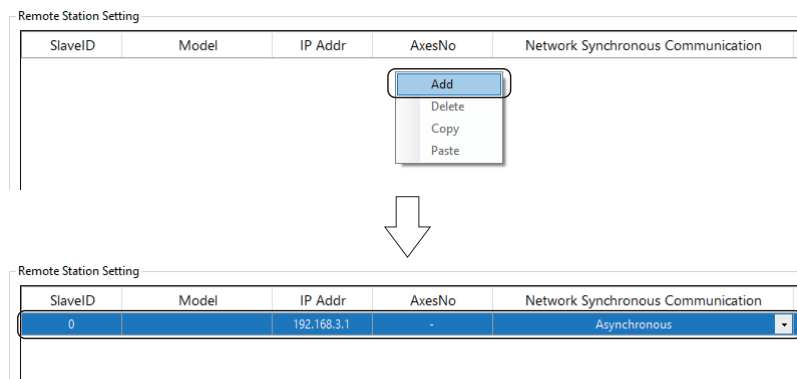 Remote Station Setting
SlaveID Model IP Addr AxesNo Network Synchronous Communication
Add
Delete
Copy
Paste
Remote Station Setting
SlaveID Model IP Addr AxesNo Network Synchronous Communication
0 192.168.3.1 - Asynchronous